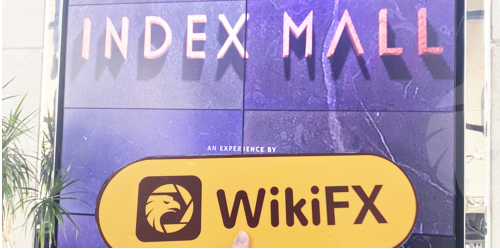 INDEX MALL
AN EXPERIENCE BY
WikiFX